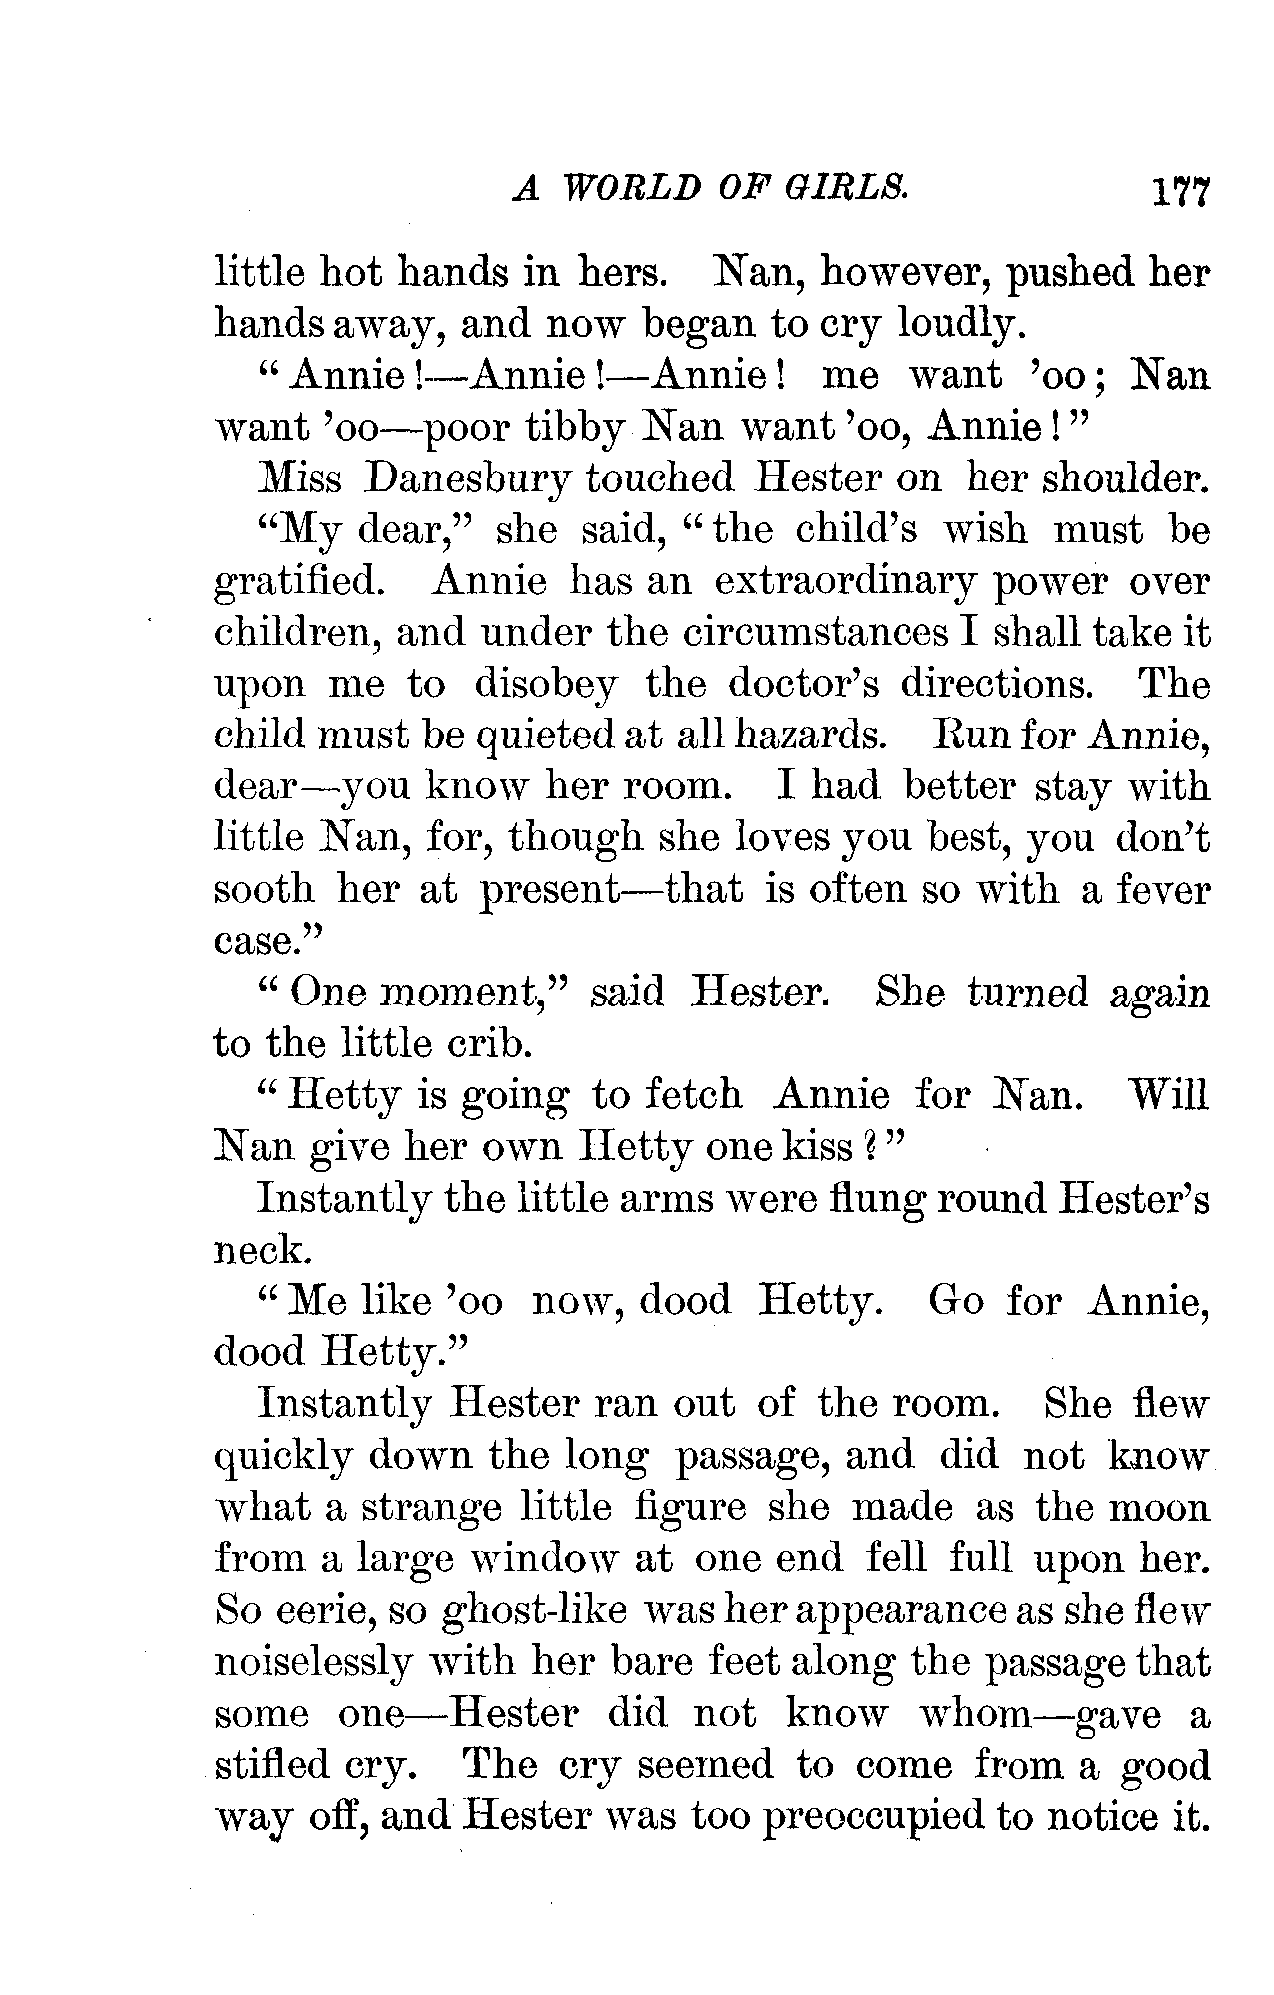 A WORLD OF GIRLS. 177
little hot hands in hers. Nan, however, pushed her
hands away, and now began to cry loudly.
“ Annie !—Annie !—Annie ! me want ’oo ; Nan
want ’oo—poor tibby Nan want ’oo, Annie ! ”
Miss Danesbury touched Hester on her shoulder.
“My dear,” she said, “ the child’s wish must be
gratified. Annie has an extraordinary power over
children, and under the circumstances I shall take it
upon me to disobey the doctor’s directions. The
child must be quieted at all hazards. Run for Annie,
dear—you know her room. I had better stay with
little Nan, for, though she loves you best, you don’t
sooth her at present—that is often so with a fever
case.”
“ One moment,” said Hester. She turned again
to the little crib.
“ Hetty is going to fetch Annie for Nan. Will
Nan give her own Hetty one kiss ? ”
Instantly the little arms were flung round Hester’s
neck.
“ Me like ’oo now, dood Hetty. Go for Annie,
dood Hetty.”
Instantly Hester ran out of the room. She flew
quickly down the long passage, and did not know
what a strange little figure she made as the moon
from a large window at one end fell full upon her.
So eerie, so ghost-like was her appearance as she flew
noiselessly with her bare feet along the passage that
some one—Hester did not know whom—gave a
stifled cry. The cry seemed to come from a good
way off, and Hester was too preoccupied to notice it.